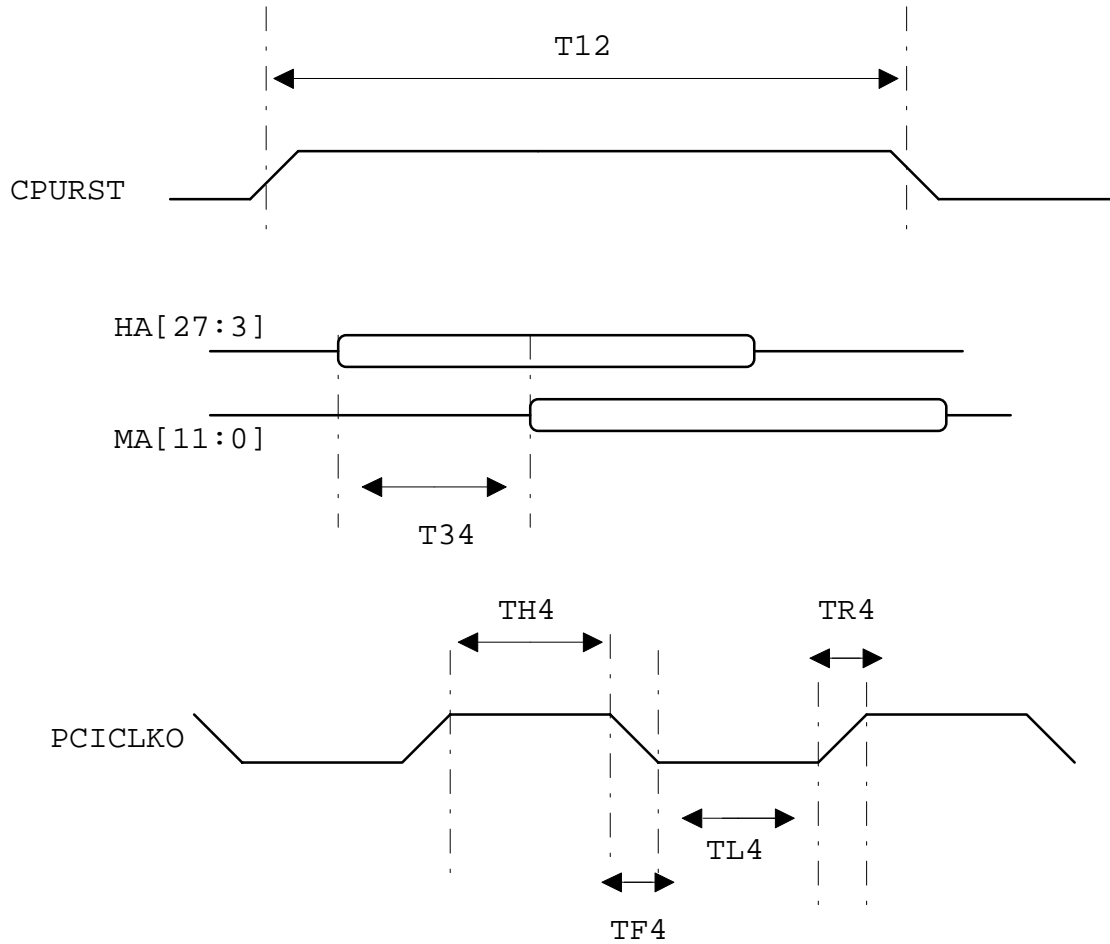 T12
CPURST
HA[27:3]
MA[11:0]
T34
TH4
TR4
PCICLKO
TL4
TF4